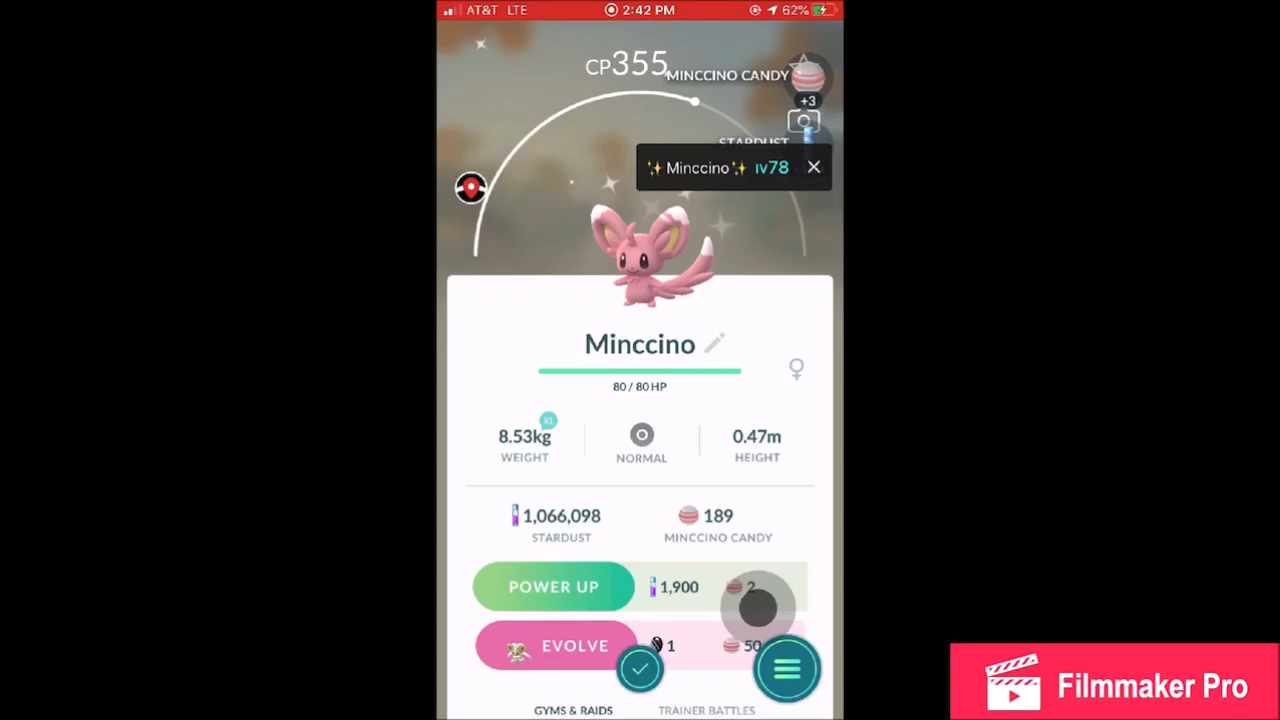 AT&T LTE
2:42 PM
62%
CP355
MINCCINO CANDY
+3
STARDUST
✨Minccino✨ IV78 ✕
Minccino
80 / 80 HP
XL
8.53kg
WEIGHT
NORMAL
0.47m
HEIGHT
1,066,098
STARDUST
189
MINCCINO CANDY
POWER UP
1,900
2
EVOLVE
1
50
GYMS & RAIDS
TRAINER BATTLES
Filmmaker Pro